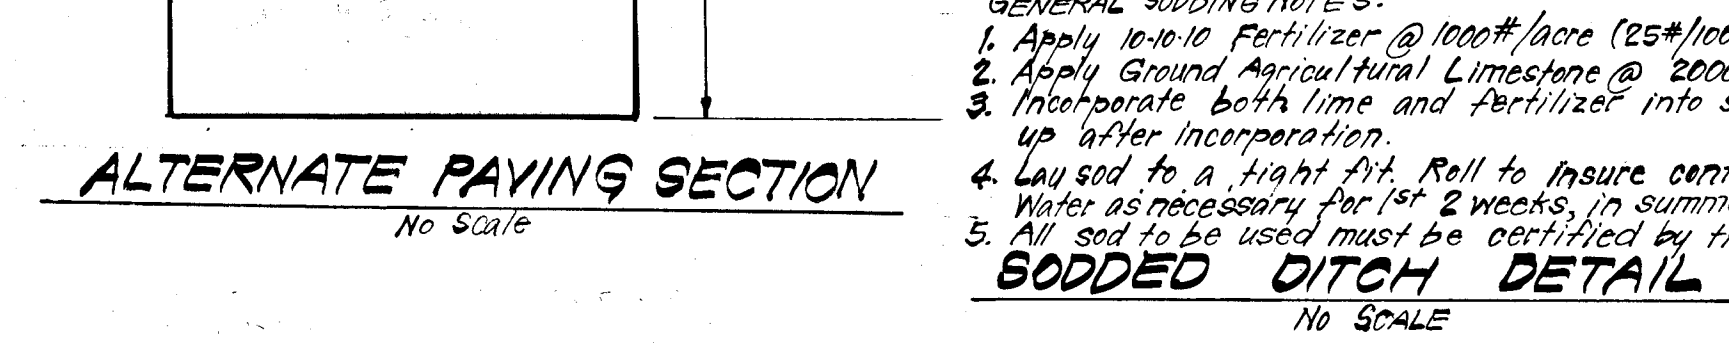 ALTERNATE PAVING SECTION
No Scale
GENERAL SODDING NOTES:
1. Apply 10-10-10 Fertilizer @ 1000#/acre (25#/100
2. Apply Ground Agricultural Limestone @ 2000
3. Incorporate both lime and fertilizer into s
up after incorporation.
4. Lay sod to a tight fit. Roll to insure con
Water as necessary for 1st 2 weeks, in summ
5. All sod to be used must be certified by th
SODDED DITCH DETAIL
No SCALE